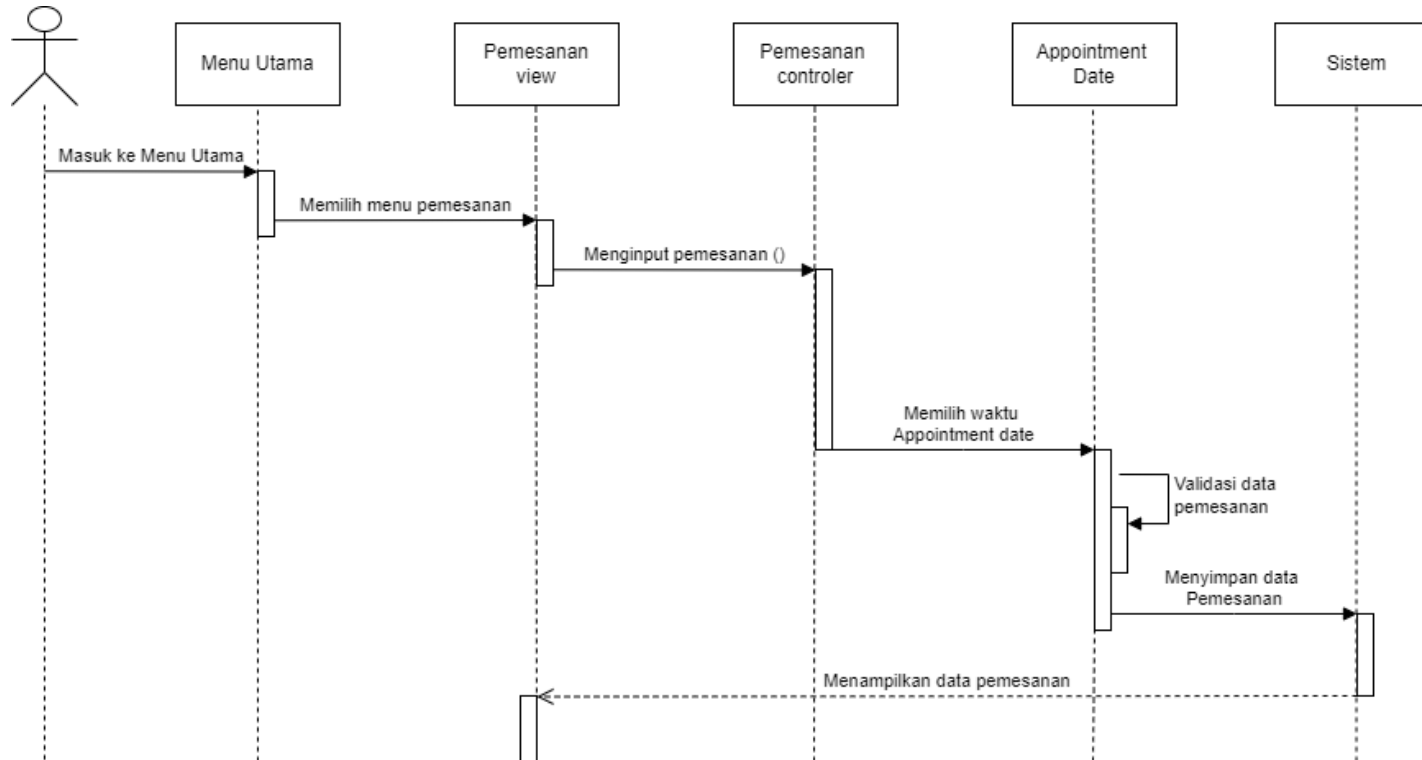 Menu Utama
Pemesanan
view
Pemesanan
controler
Appointment
Date
Sistem
Masuk ke Menu Utama
Memilih menu pemesanan
Menginput pemesanan ()
Memilih waktu
Appointment date
Validasi data
pemesanan
Menyimpan data
Pemesanan
Menampilkan data pemesanan